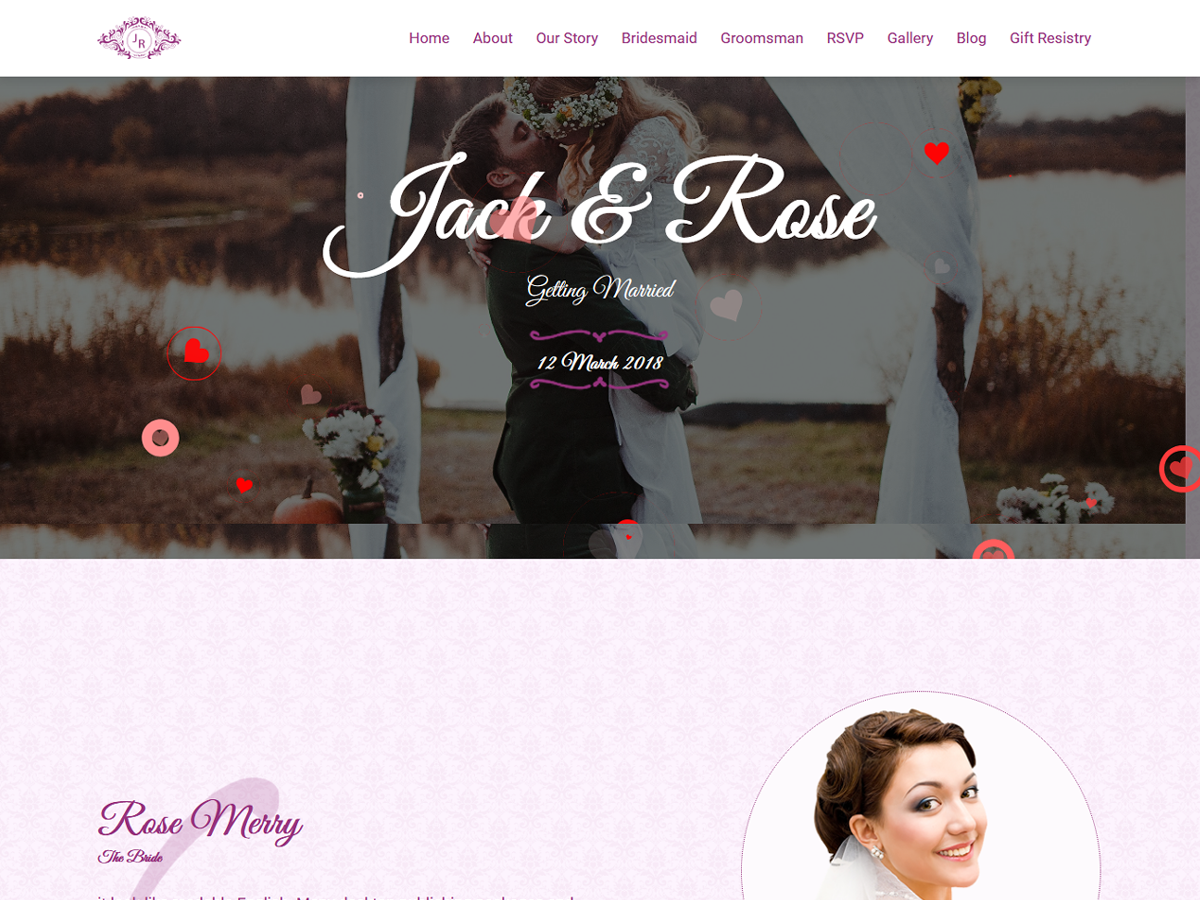 JR
Home About Our Story Bridesmaid Groomsman RSVP Gallery Blog Gift Resistry
Jack & Rose
Getting Married
12 March 2018
Rose Merry
The Bride